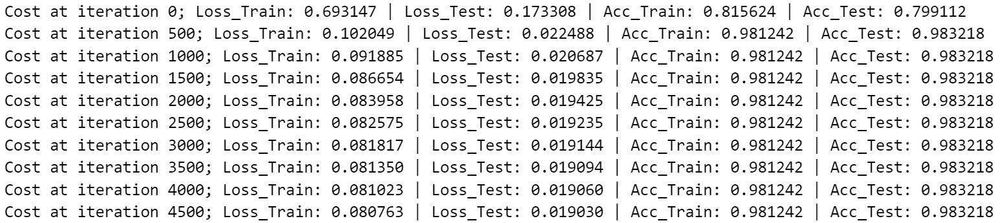 Cost at iteration 0; Loss_Train: 0.693147 | Loss_Test: 0.173308 | Acc_Train: 0.815624 | Acc_Test: 0.799112
Cost at iteration 500; Loss_Train: 0.102049 | Loss_Test: 0.022488 | Acc_Train: 0.981242 | Acc_Test: 0.983218
Cost at iteration 1000; Loss_Train: 0.091885 | Loss_Test: 0.020687 | Acc_Train: 0.981242 | Acc_Test: 0.983218
Cost at iteration 1500; Loss_Train: 0.086654 | Loss_Test: 0.019835 | Acc_Train: 0.981242 | Acc_Test: 0.983218
Cost at iteration 2000; Loss_Train: 0.083958 | Loss_Test: 0.019425 | Acc_Train: 0.981242 | Acc_Test: 0.983218
Cost at iteration 2500; Loss_Train: 0.082575 | Loss_Test: 0.019235 | Acc_Train: 0.981242 | Acc_Test: 0.983218
Cost at iteration 3000; Loss_Train: 0.081817 | Loss_Test: 0.019144 | Acc_Train: 0.981242 | Acc_Test: 0.983218
Cost at iteration 3500; Loss_Train: 0.081350 | Loss_Test: 0.019094 | Acc_Train: 0.981242 | Acc_Test: 0.983218
Cost at iteration 4000; Loss_Train: 0.081023 | Loss_Test: 0.019060 | Acc_Train: 0.981242 | Acc_Test: 0.983218
Cost at iteration 4500; Loss_Train: 0.080763 | Loss_Test: 0.019030 | Acc_Train: 0.981242 | Acc_Test: 0.983218